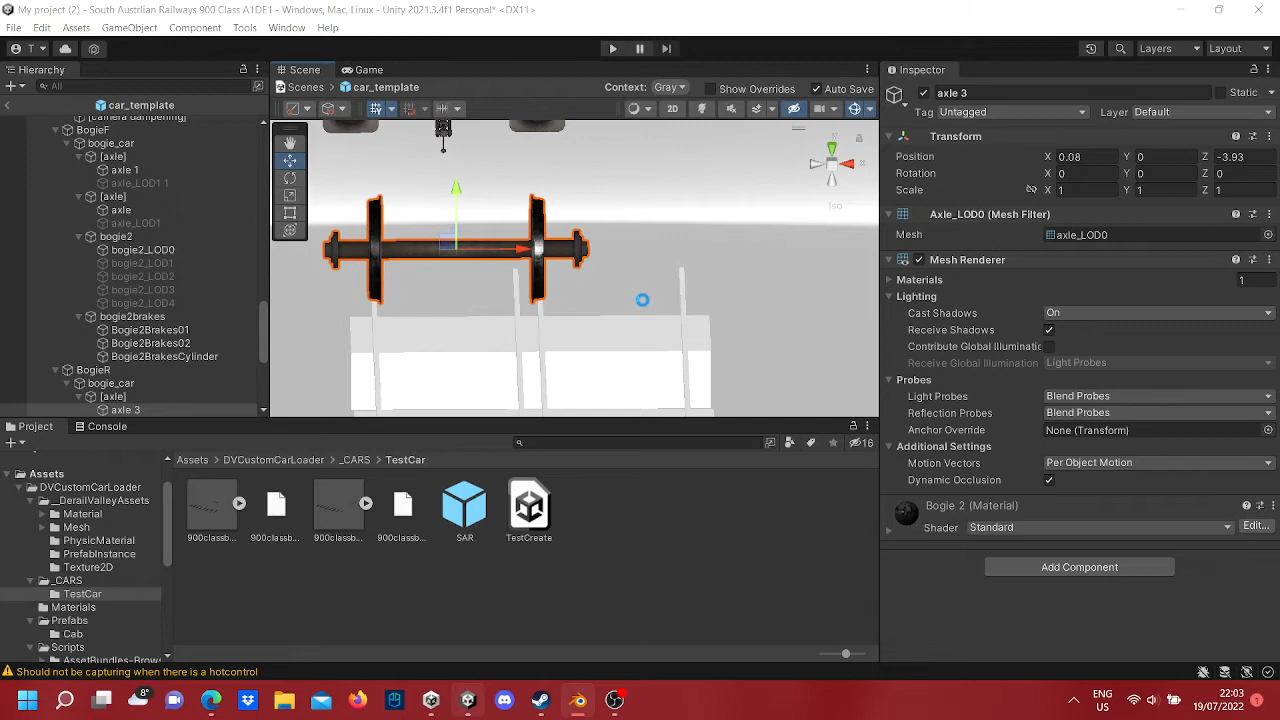 My project (2) - South Austrilian Railways 900 Class A1DE1 - Windows, Mac, Linux - Unity 2021.3.4f1 Personal* <DX11>
File Edit Assets GameObject Component Tools Window Help
T Layers Layout
Hierarchy Scene Game Inspector
All Scenes car_template Context: Gray Show Overrides Auto Save axle 3 Static
car_template 2D Tag Untagged Layer Default
camera dampening
BogieF
bogie_car
[axle]
axle 1
axle_LOD1 1
[axle]
axle
axle_LOD1
bogie2
bogie2_LOD0
bogie2_LOD1
bogie2_LOD2
bogie2_LOD3
bogie2_LOD4
bogie2brakes
Bogie2Brakes01
Bogie2Brakes02
Bogie2BrakesCylinder
BogieR
bogie_car
[axle]
axle 3
Iso
Transform
Position X 0.08 Y 0 Z -3.93
Rotation X 0 Y 0 Z 0
Scale X 1 Y 1 Z 1
Axle_LOD0 (Mesh Filter)
Mesh axle_LOD0
Mesh Renderer
Materials 1
Lighting
Cast Shadows On
Receive Shadows
Contribute Global Illuminatic
Receive Global Illumination Light Probes
Probes
Light Probes Blend Probes
Reflection Probes Blend Probes
Anchor Override None (Transform)
Additional Settings
Motion Vectors Per Object Motion
Dynamic Occlusion
Bogie 2 (Material)
Shader Standard Edit...
Add Component
Project Console
16
Assets DVCustomCarLoader _CARS TestCar
Assets
DVCustomCarLoader
_DerailValleyAssets
Material
Mesh
PhysicMaterial
PrefabInstance
Texture2D
_CARS
TestCar
Materials
Prefabs
Cab
Scripts
AssetBundles-Brow
900classb... 900classb... 900classb... 900classb... SAR TestCreate
Should not be capturing when there is a hotcontrol
8°
ENG
US
22:03
19/07/2022
1